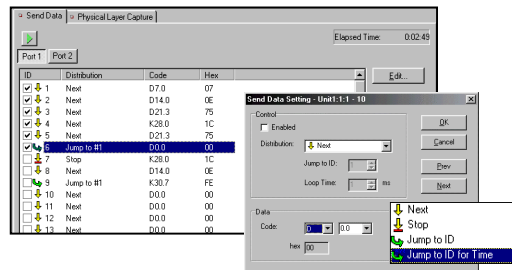 Send Data Physical Layer Capture
Elapsed Time: 0:02:49
Port 1 Port 2
ID Distribution Code Hex
Edit...
1 Next D7.0 07
2 Next D14.0 0E
3 Next D21.3 75
4 Next K28.0 1C
5 Next D21.3 75
6 Jump to #1 D0.0 00
7 Stop K28.0 1C
8 Next D14.0 0E
9 Jump to #1 K30.7 FE
10 Next D0.0 00
11 Next D0.0 00
12 Next D0.0 00
13 Next D0.0 00
Send Data Setting - Unit1:1:1 - 10
Control
Enabled
Distribution: Next
Jump to ID: 1
Loop Time: 1 ms
OK
Cancel
Prev
Next
Data
Code: D 0.0
hex 00
Next
Stop
Jump to ID
Jump to ID for Time